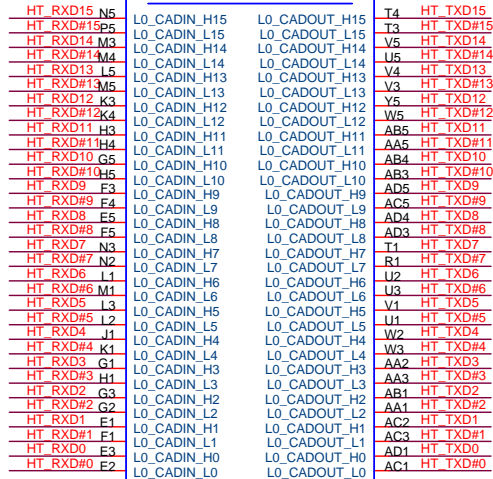 HT_RXD15 N5 L0_CADIN_H15 L0_CADOUT_H15 T4 HT_TXD15
HT_RXD#15 P5 L0_CADIN_L15 L0_CADOUT_L15 T3 HT_TXD#15
HT_RXD14 M3 L0_CADIN_H14 L0_CADOUT_H14 V5 HT_TXD14
HT_RXD#14 M4 L0_CADIN_L14 L0_CADOUT_L14 U5 HT_TXD#14
HT_RXD13 L5 L0_CADIN_H13 L0_CADOUT_H13 V4 HT_TXD13
HT_RXD#13 M5 L0_CADIN_L13 L0_CADOUT_L13 V3 HT_TXD#13
HT_RXD12 K3 L0_CADIN_H12 L0_CADOUT_H12 Y5 HT_TXD12
HT_RXD#12 K4 L0_CADIN_L12 L0_CADOUT_L12 W5 HT_TXD#12
HT_RXD11 H3 L0_CADIN_H11 L0_CADOUT_H11 AB5 HT_TXD11
HT_RXD#11 H4 L0_CADIN_L11 L0_CADOUT_L11 AA5 HT_TXD#11
HT_RXD10 G5 L0_CADIN_H10 L0_CADOUT_H10 AB4 HT_TXD10
HT_RXD#10 H5 L0_CADIN_L10 L0_CADOUT_L10 AB3 HT_TXD#10
HT_RXD9 F3 L0_CADIN_H9 L0_CADOUT_H9 AD5 HT_TXD9
HT_RXD#9 F4 L0_CADIN_L9 L0_CADOUT_L9 AC5 HT_TXD#9
HT_RXD8 E5 L0_CADIN_H8 L0_CADOUT_H8 AD4 HT_TXD8
HT_RXD#8 F5 L0_CADIN_L8 L0_CADOUT_L8 AD3 HT_TXD#8
HT_RXD7 N3 L0_CADIN_H7 L0_CADOUT_H7 T1 HT_TXD7
HT_RXD#7 N2 L0_CADIN_L7 L0_CADOUT_L7 R1 HT_TXD#7
HT_RXD6 L1 L0_CADIN_H6 L0_CADOUT_H6 U2 HT_TXD6
HT_RXD#6 M1 L0_CADIN_L6 L0_CADOUT_L6 U3 HT_TXD#6
HT_RXD5 L3 L0_CADIN_H5 L0_CADOUT_H5 V1 HT_TXD5
HT_RXD#5 L2 L0_CADIN_L5 L0_CADOUT_L5 U1 HT_TXD#5
HT_RXD4 J1 L0_CADIN_H4 L0_CADOUT_H4 W2 HT_TXD4
HT_RXD#4 K1 L0_CADIN_L4 L0_CADOUT_L4 W3 HT_TXD#4
HT_RXD3 G1 L0_CADIN_H3 L0_CADOUT_H3 AA2 HT_TXD3
HT_RXD#3 H1 L0_CADIN_L3 L0_CADOUT_L3 AA3 HT_TXD#3
HT_RXD2 G3 L0_CADIN_H2 L0_CADOUT_H2 AB1 HT_TXD2
HT_RXD#2 G2 L0_CADIN_L2 L0_CADOUT_L2 AA1 HT_TXD#2
HT_RXD1 E1 L0_CADIN_H1 L0_CADOUT_H1 AC2 HT_TXD1
HT_RXD#1 F1 L0_CADIN_L1 L0_CADOUT_L1 AC3 HT_TXD#1
HT_RXD0 E3 L0_CADIN_H0 L0_CADOUT_H0 AD1 HT_TXD0
HT_RXD#0 E2 L0_CADIN_L0 L0_CADOUT_L0 AC1 HT_TXD#0